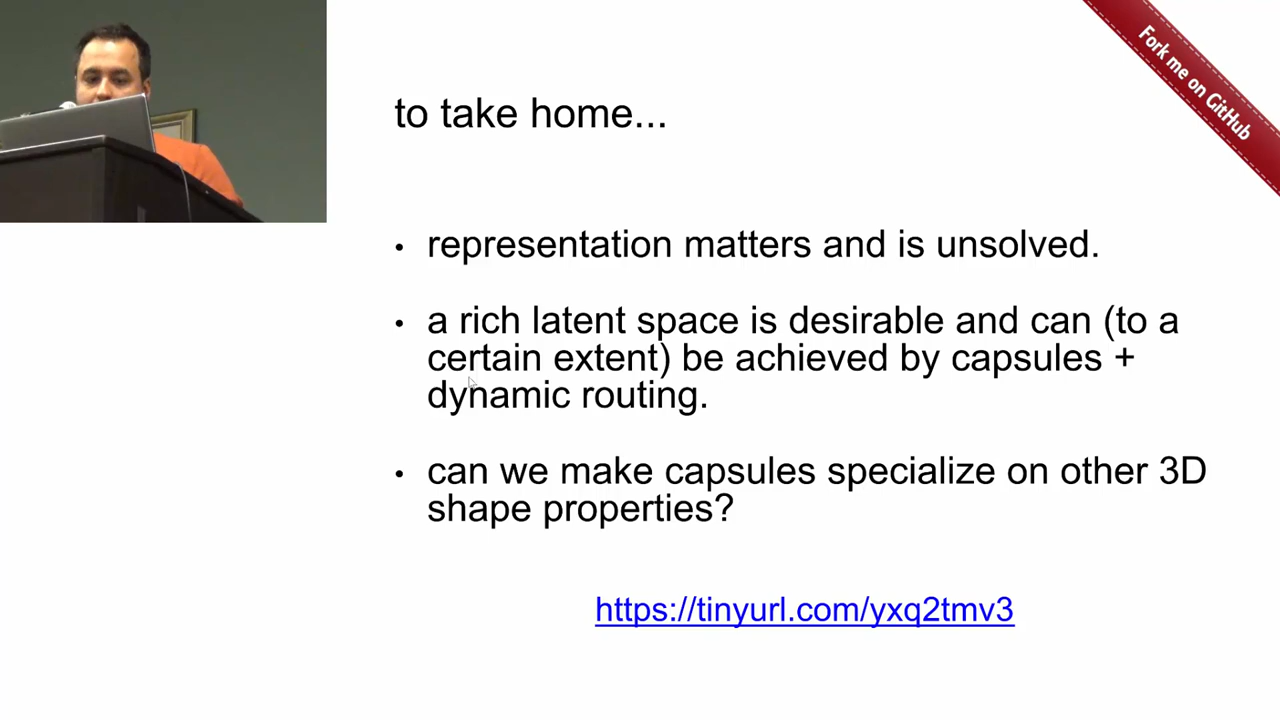 Fork me on GitHub
to take home...
• representation matters and is unsolved.
• a rich latent space is desirable and can (to a
certain extent) be achieved by capsules +
dynamic routing.
• can we make capsules specialize on other 3D
shape properties?
https://tinyurl.com/yxq2tmv3